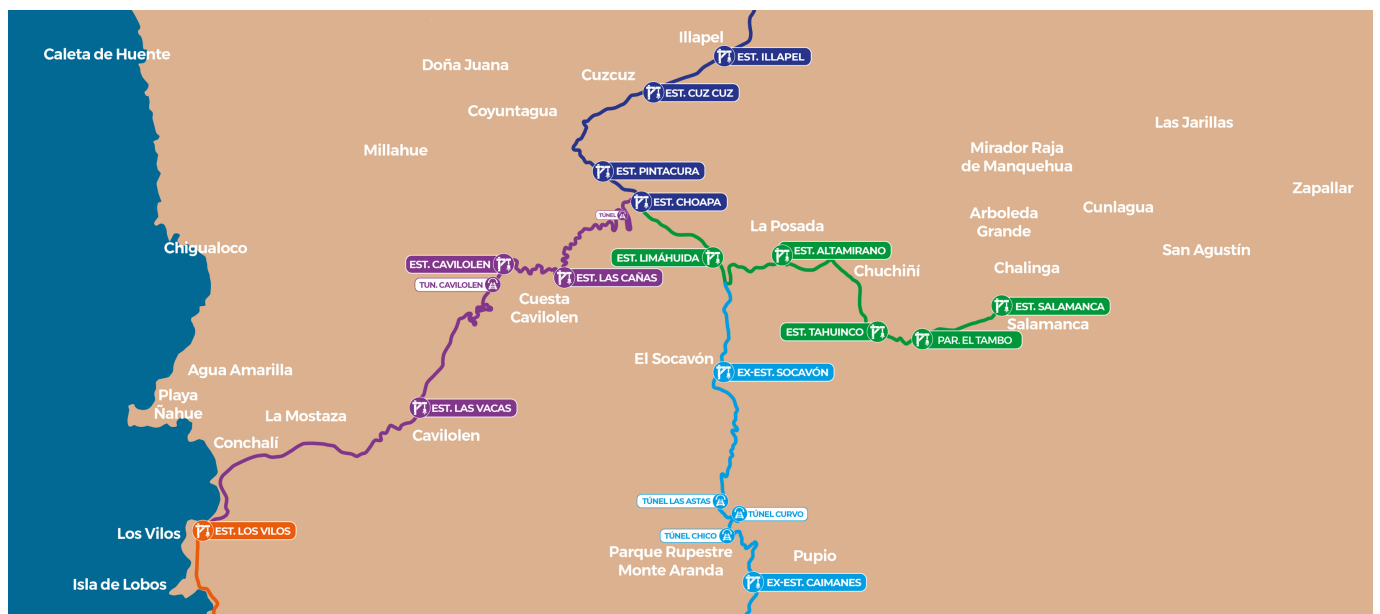 Illapel
Caleta de Huente
EST. ILLAPEL
Doña Juana
Cuzcuz
EST. CUZ CUZ
Coyuntagua
Las Jarillas
Millahue
Mirador Raja
de Manquehua
EST. PINTACURA
Zapallar
EST. CHOAPA
Cunlagua
TÚNEL
Arboleda
Grande
La Posada
Chigualoco
EST. ALTAMIRANO
San Agustín
EST. LIMÁHUIDA
EST. CAVILOLEN
Chuchiñí
Chalinga
EST. LAS CAÑAS
TUN. CAVILOLEN
Cuesta
Cavilolen
EST. SALAMANCA
Salamanca
EST. TAHUINCO
PAR. EL TAMBO
El Socavón
EX-EST. SOCAVÓN
Agua Amarilla
Playa
Ñahue
La Mostaza
EST. LAS VACAS
Cavilolen
Conchalí
TÚNEL LAS ASTAS
TÚNEL CURVO
Los Vilos
EST. LOS VILOS
TÚNEL CHICO
Parque Rupestre
Monte Aranda
Pupio
Isla de Lobos
EX-EST. CAIMANES